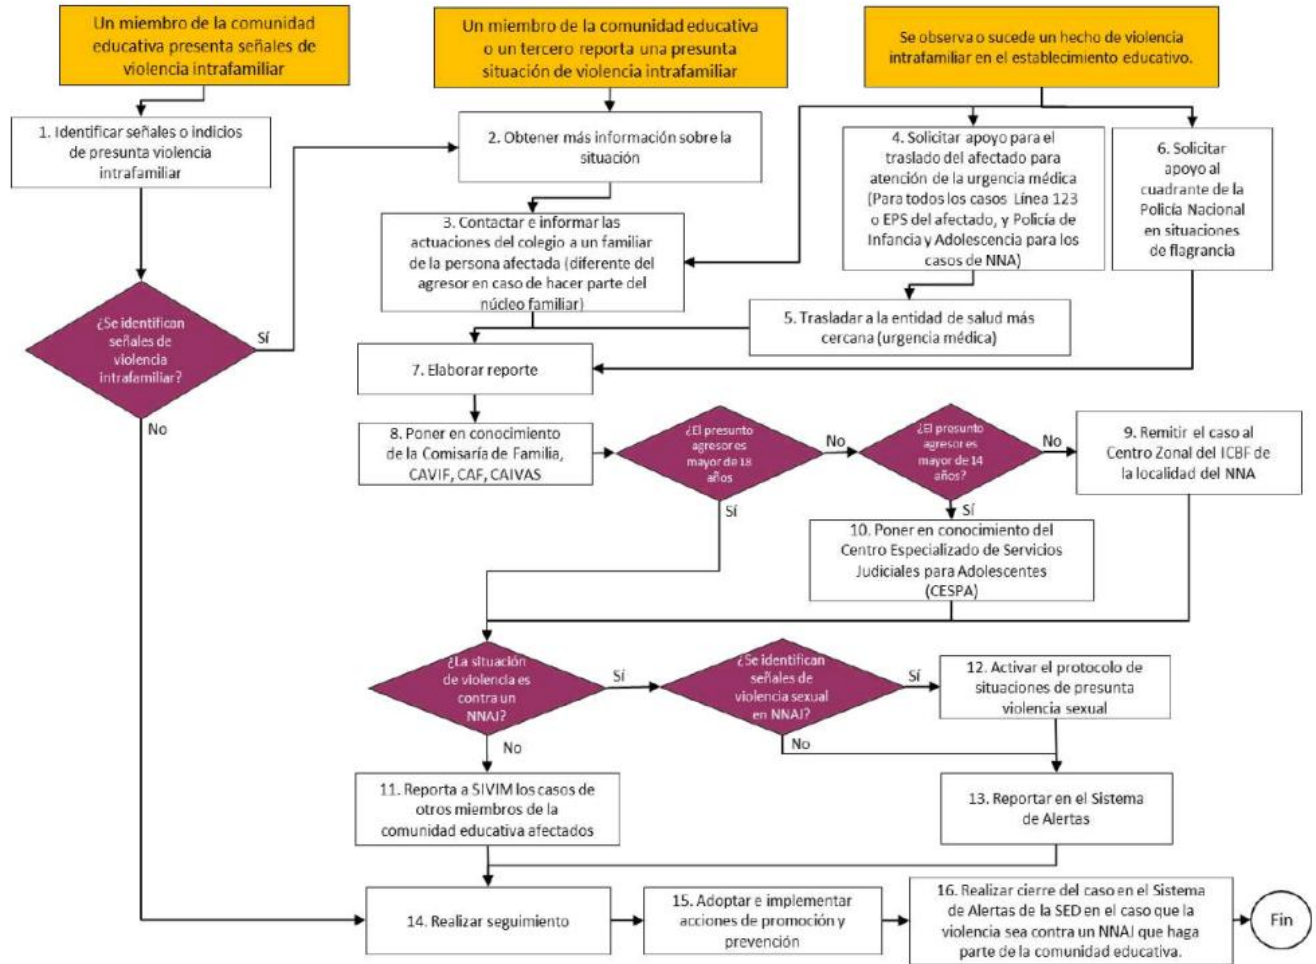 Un miembro de la comunidad
educativa presenta señales de
violencia intrafamiliar
Un miembro de la comunidad educativa
o un tercero reporta una presunta
situación de violencia intrafamiliar
Se observa o sucede un hecho de violencia
intrafamiliar en el establecimiento educativo.
1. Identificar señales o indicios
de presunta violencia
intrafamiliar
2. Obtener más información sobre la
situación
4. Solicitar apoyo para el
traslado del afectado para
atención de la urgencia médica
(Para todos los casos Línea 123
o EPS del afectado, y Policía de
Infancia y Adolescencia para los
casos de NNA)
6. Solicitar
apoyo al
cuadrante de la
Policía Nacional
en situaciones
de flagrancia
3. Contactar e informar las
actuaciones del colegio a un familiar
de la persona afectada (diferente del
agresor en caso de hacer parte del
núcleo familiar)
¿Se identifican
señales de
violencia
intrafamiliar?
Sí
No
5. Trasladar a la entidad de salud más
cercana (urgencia médica)
7. Elaborar reporte
8. Poner en conocimiento
de la Comisaría de Familia,
CAVIF, CAF, CAIVAS
¿El presunto
agresor es
mayor de 18
años
No
Sí
¿El presunto
agresor es
mayor de 14
años?
No
Sí
9. Remitir el caso al
Centro Zonal del ICBF de
la localidad del NNA
10. Poner en conocimiento del
Centro Especializado de Servicios
Judiciales para Adolescentes
(CESPA)
¿La situación
de violencia es
contra un
NNAJ?
Sí
No
¿Se identifican
señales de
violencia sexual
en NNAJ?
Sí
No
12. Activar el protocolo de
situaciones de presunta
violencia sexual
11. Reporta a SIVIM los casos de
otros miembros de la
comunidad educativa afectados
13. Reportar en el Sistema
de Alertas
14. Realizar seguimiento
15. Adoptar e implementar
acciones de promoción y
prevención
16. Realizar cierre del caso en el Sistema
de Alertas de la SED en el caso que la
violencia sea contra un NNAJ que haga
parte de la comunidad educativa.
Fin